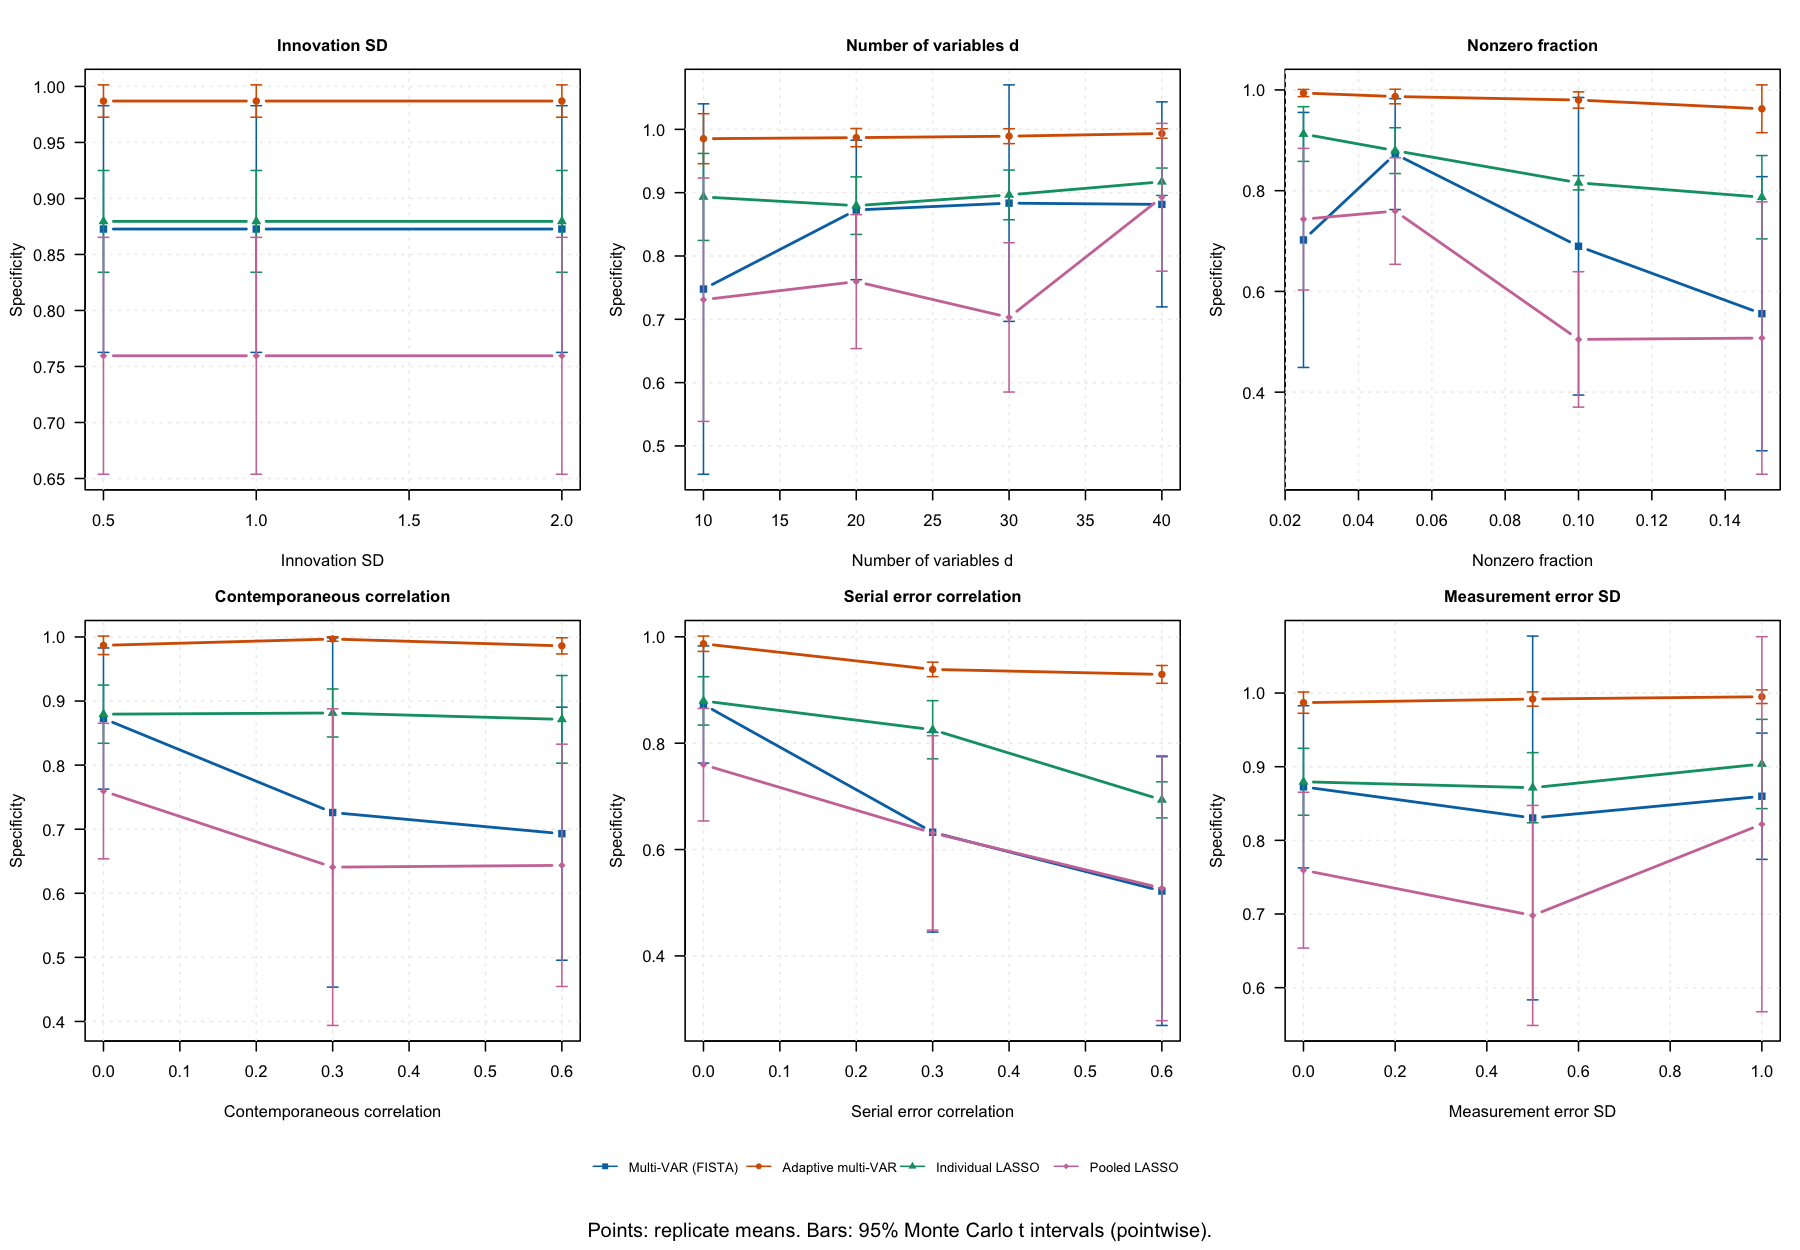 Innovation SD
Number of variables d
Nonzero fraction
Specificity
1.00
0.95
0.90
0.85
0.80
0.75
0.70
0.65
0.5 1.0 1.5 2.0
Innovation SD
Specificity
1.0
0.9
0.8
0.7
0.6
0.5
10 15 20 25 30 35 40
Number of variables d
Specificity
1.0
0.8
0.6
0.4
0.02 0.04 0.06 0.08 0.10 0.12 0.14
Nonzero fraction
Contemporaneous correlation
Serial error correlation
Measurement error SD
Specificity
1.0
0.9
0.8
0.7
0.6
0.5
0.4
0.0 0.1 0.2 0.3 0.4 0.5 0.6
Contemporaneous correlation
Specificity
1.0
0.8
0.6
0.4
0.0 0.1 0.2 0.3 0.4 0.5 0.6
Serial error correlation
Specificity
1.0
0.9
0.8
0.7
0.6
0.0 0.2 0.4 0.6 0.8 1.0
Measurement error SD
Multi-VAR (FISTA) Adaptive multi-VAR Individual LASSO Pooled LASSO
Points: replicate means. Bars: 95% Monte Carlo t intervals (pointwise).